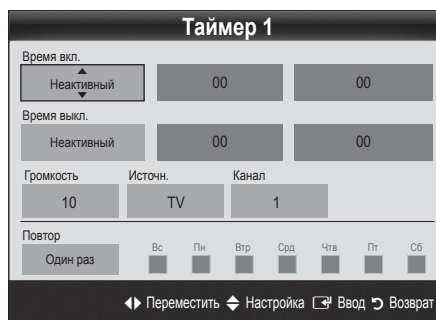 Таймер 1
Время вкл.
Неактивный 00 00
Время выкл.
Неактивный 00 00
Громкость Источн. Канал
10 TV 1
Повтор
Вс Пн Втр Срд Чтв Пт Сб
Один раз
Переместить Настройка Ввод Возврат